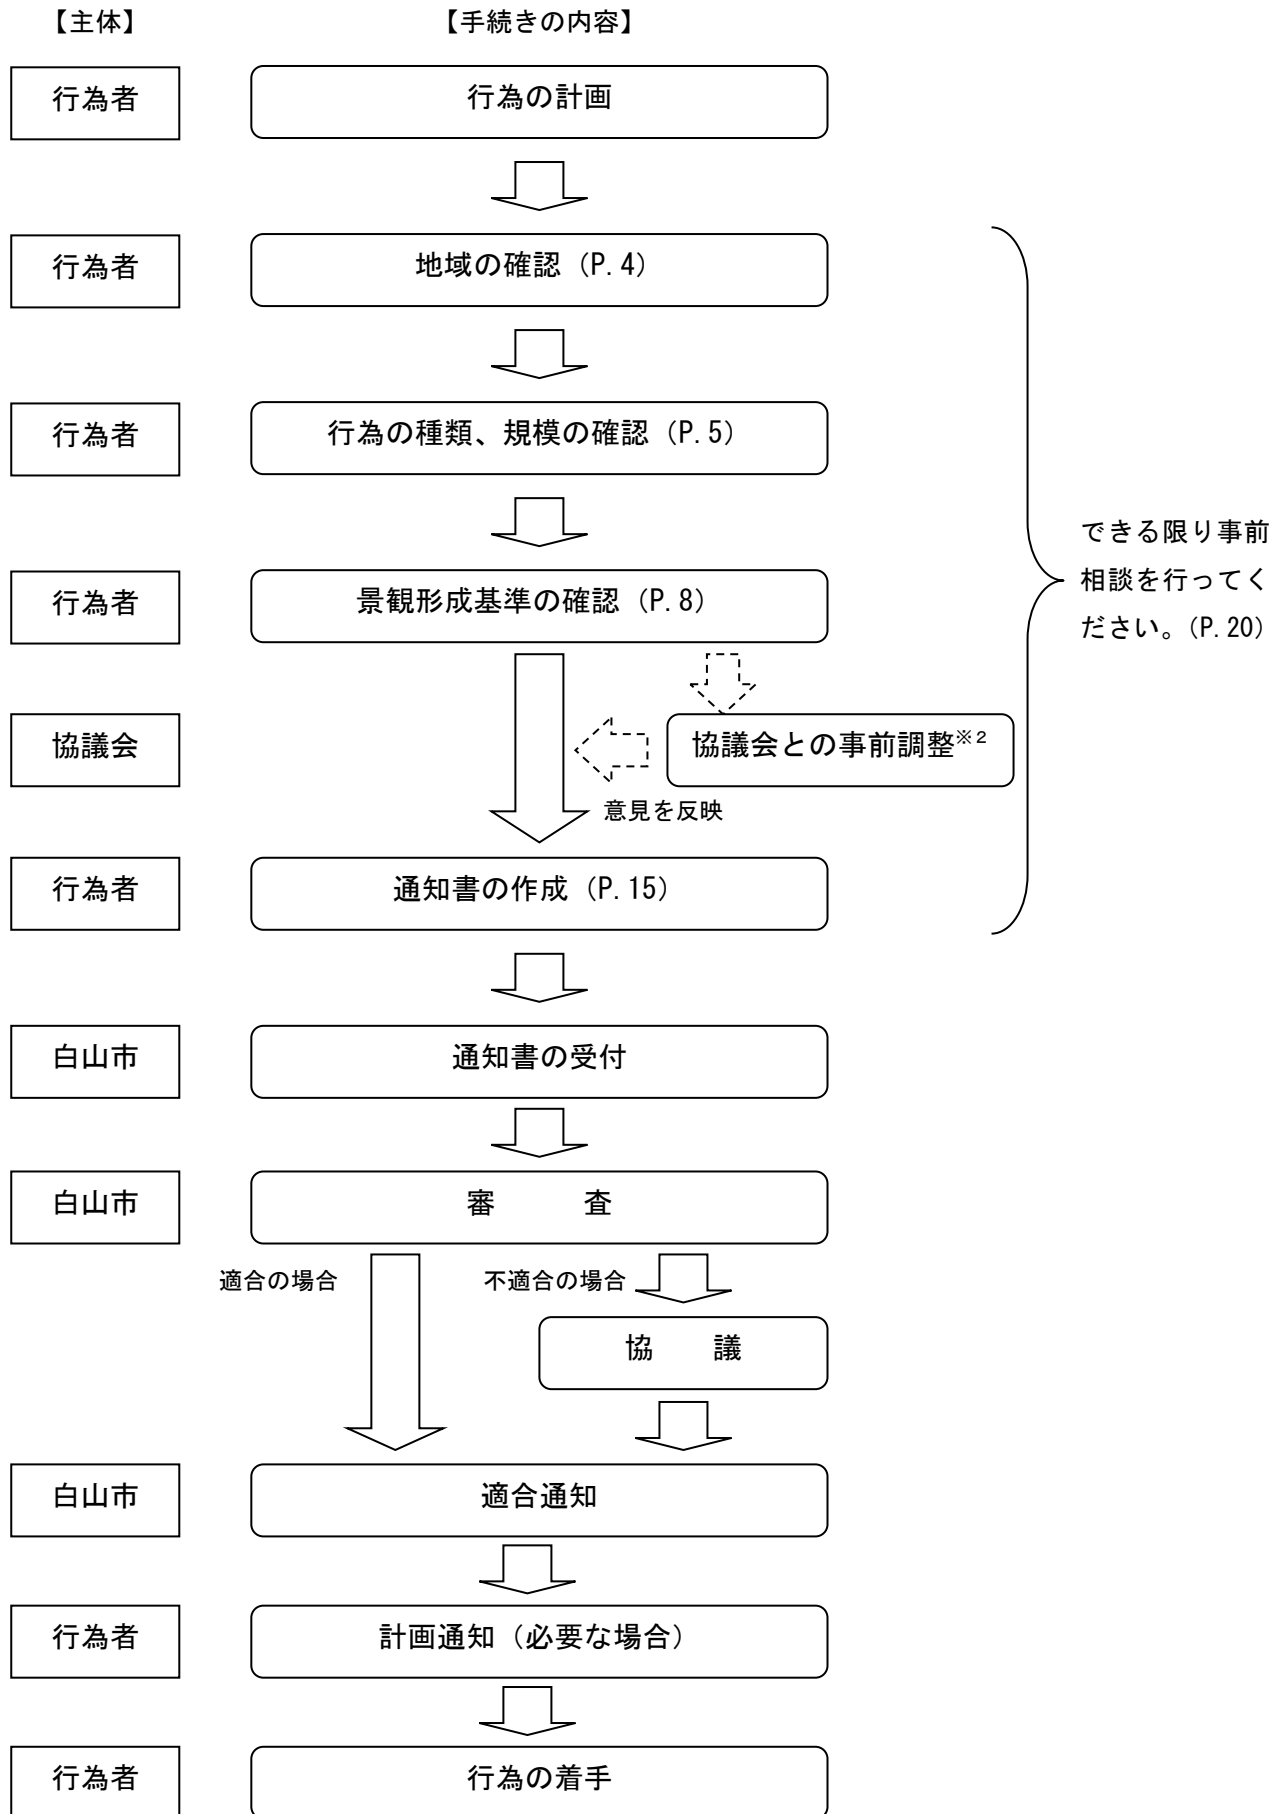 【主体】 【手続きの内容】
行為者 行為の計画
行為者 地域の確認（P.4）
行為者 行為の種類、規模の確認（P.5）
できる限り事前
相談を行ってく
ださい。（P.20）
行為者 景観形成基準の確認（P.8）
協議会 協議会との事前調整※2
意見を反映
行為者 通知書の作成（P.15）
白山市 通知書の受付
白山市 審　　査
適合の場合 不適合の場合
協　議
白山市 適合通知
行為者 計画通知（必要な場合）
行為者 行為の着手